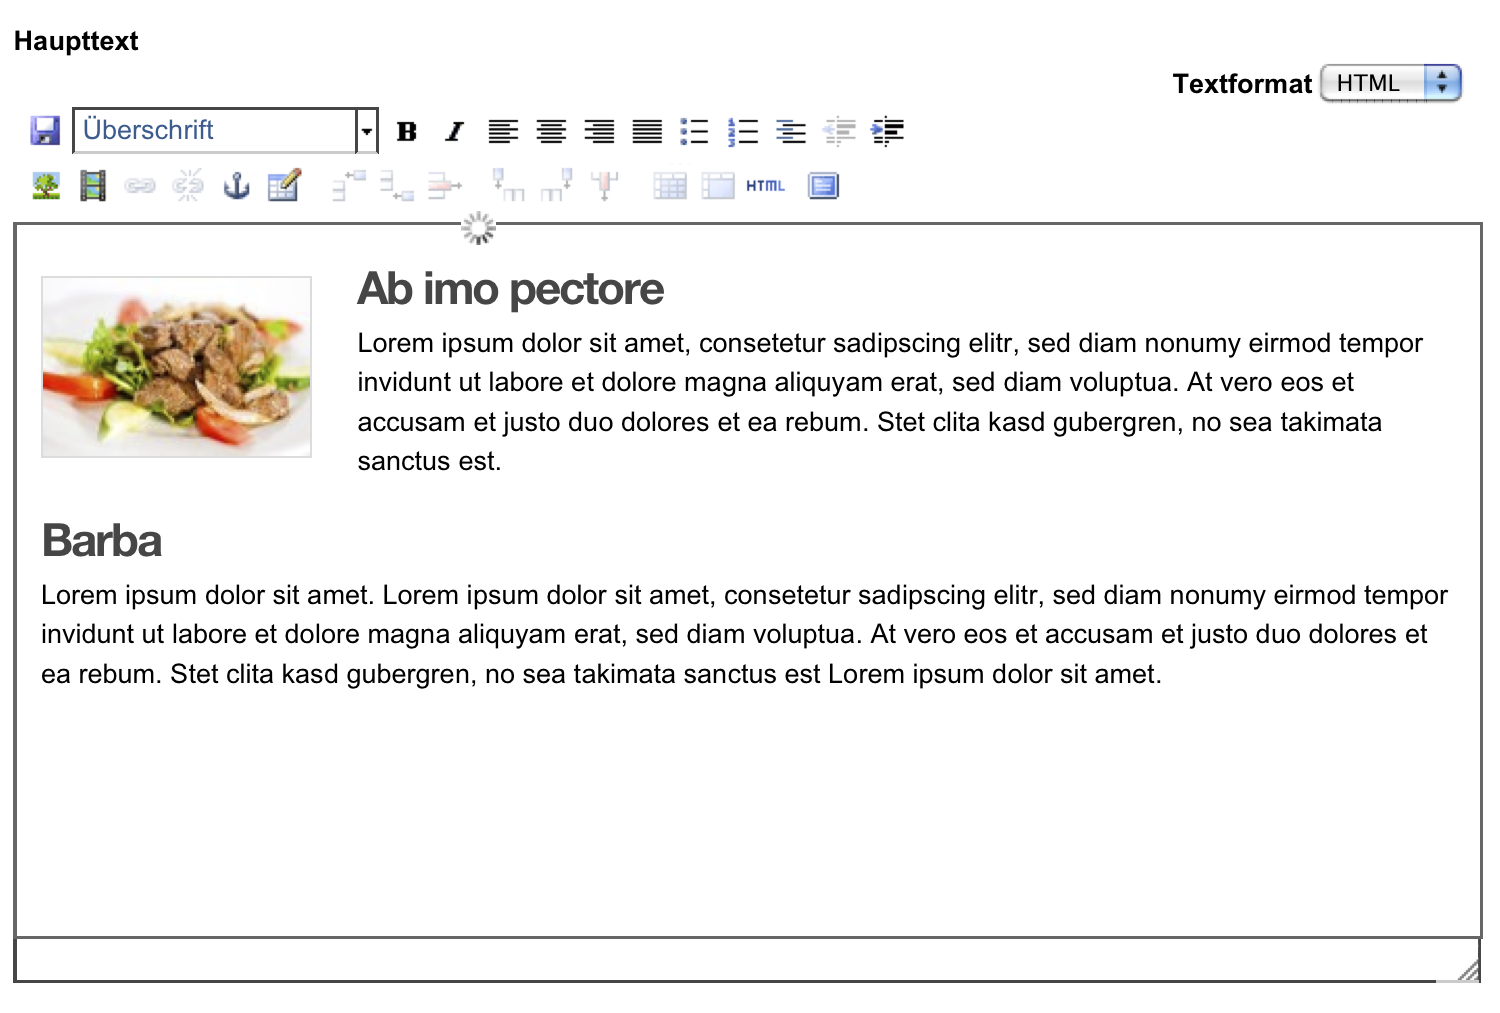 Haupttext
Textformat HTML
Überschrift B I
1 2 3
HTML
Ab imo pectore
Lorem ipsum dolor sit amet, consetetur sadipscing elitr, sed diam nonumy eirmod tempor
invidunt ut labore et dolore magna aliquyam erat, sed diam voluptua. At vero eos et
accusam et justo duo dolores et ea rebum. Stet clita kasd gubergren, no sea takimata
sanctus est.
Barba
Lorem ipsum dolor sit amet. Lorem ipsum dolor sit amet, consetetur sadipscing elitr, sed diam nonumy eirmod tempor
invidunt ut labore et dolore magna aliquyam erat, sed diam voluptua. At vero eos et accusam et justo duo dolores et
ea rebum. Stet clita kasd gubergren, no sea takimata sanctus est Lorem ipsum dolor sit amet.